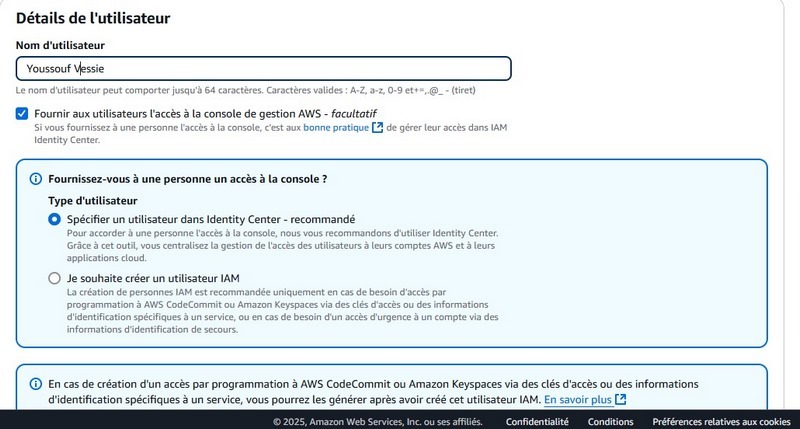 Détails de l'utilisateur
Nom d'utilisateur
Youssouf Vessie
Le nom d'utilisateur peut comporter jusqu'à 64 caractères. Caractères valides : A-Z, a-z, 0-9 et+=,.@_ - (tiret)
Fournir aux utilisateurs l'accès à la console de gestion AWS - facultatif
Si vous fournissez à une personne l'accès à la console, c'est aux bonne pratique de gérer leur accès dans IAM
Identity Center.
Fournissez-vous à une personne un accès à la console ?
Type d'utilisateur
Spécifier un utilisateur dans Identity Center - recommandé
Pour accorder à une personne l'accès à la console, nous vous recommandons d'utiliser Identity Center.
Grâce à cet outil, vous centralisez la gestion de l'accès des utilisateurs à leurs comptes AWS et à leurs
applications cloud.
Je souhaite créer un utilisateur IAM
La création de personnes IAM est recommandée uniquement en cas de besoin d'accès par
programmation à AWS CodeCommit ou Amazon Keyspaces via des clés d'accès ou des informations
d'identification spécifiques à un service, ou en cas de besoin d'un accès d'urgence à un compte via des
informations d'identification de secours.
En cas de création d'un accès par programmation à AWS CodeCommit ou Amazon Keyspaces via des clés d'accès ou des informations
d'identification spécifiques à un service, vous pourrez les générer après avoir créé cet utilisateur IAM. En savoir plus
© 2025, Amazon Web Services, Inc. ou ses affiliés. Confidentialité Conditions Préférences relatives aux cookies